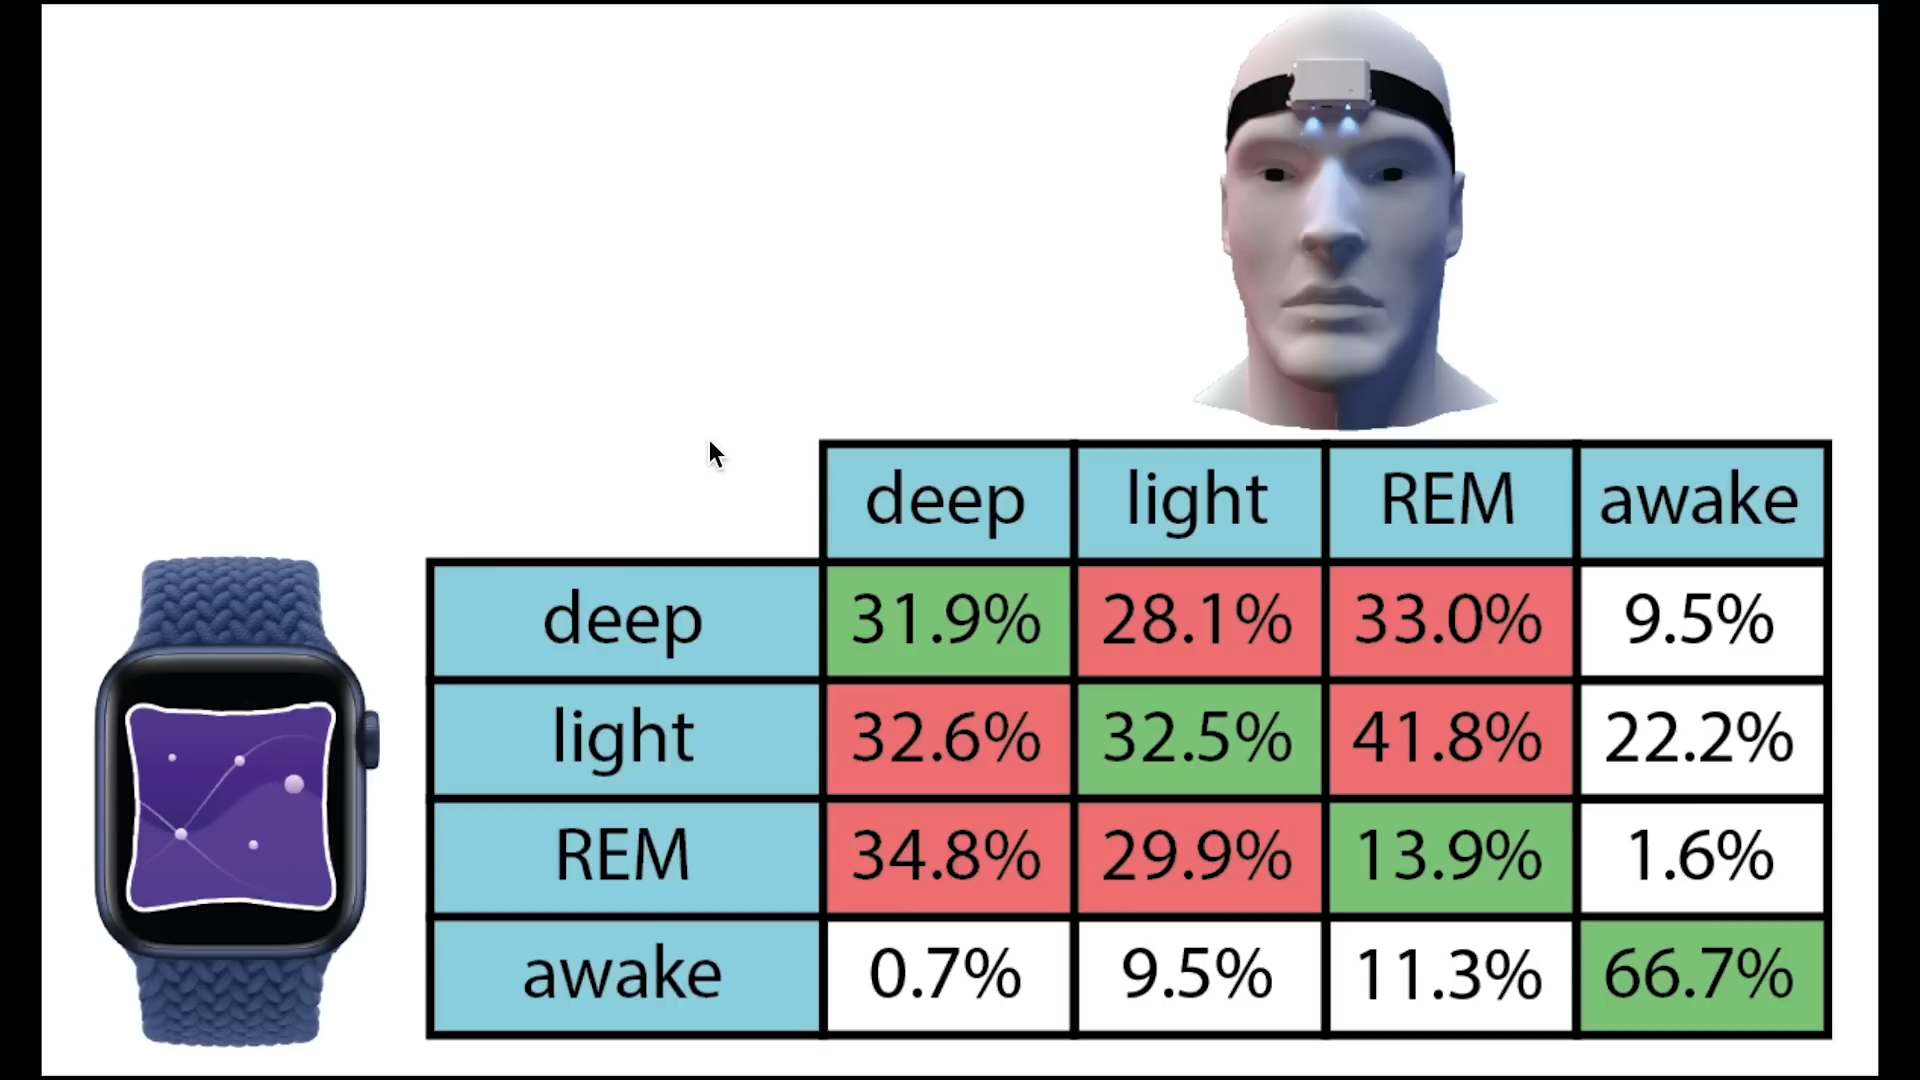 deep light REM awake
deep 31.9% 28.1% 33.0% 9.5%
light 32.6% 32.5% 41.8% 22.2%
REM 34.8% 29.9% 13.9% 1.6%
awake 0.7% 9.5% 11.3% 66.7%